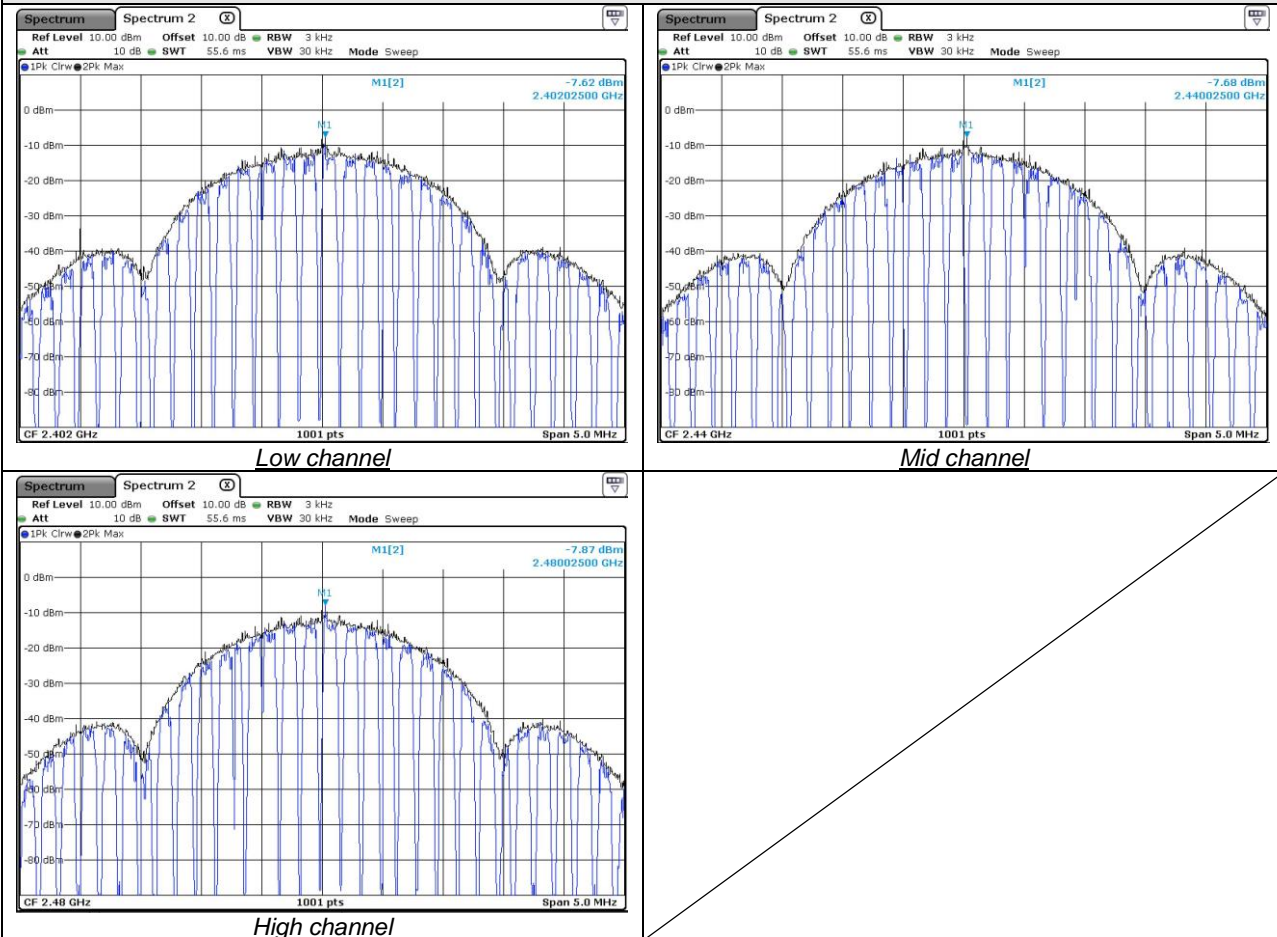 Spectrum Spectrum 2 X
Ref Level 10.00 dBm Offset 10.00 dB RBW 3 kHz
Att 10 dB SWT 55.6 ms VBW 30 kHz Mode Sweep
1Pk Clrw 2Pk Max
M1[2] -7.62 dBm
2.40202500 GHz
0 dBm
M1
-10 dBm
-20 dBm
-30 dBm
-40 dBm
-50 dBm
-60 dBm
-70 dBm
-80 dBm
CF 2.402 GHz 1001 pts Span 5.0 MHz
Low channel
Spectrum Spectrum 2 X
Ref Level 10.00 dBm Offset 10.00 dB RBW 3 kHz
Att 10 dB SWT 55.6 ms VBW 30 kHz Mode Sweep
1Pk Clrw 2Pk Max
M1[2] -7.68 dBm
2.44002500 GHz
0 dBm
M1
-10 dBm
-20 dBm
-30 dBm
-40 dBm
-50 dBm
-60 dBm
-70 dBm
-80 dBm
CF 2.44 GHz 1001 pts Span 5.0 MHz
Mid channel
Spectrum Spectrum 2 X
Ref Level 10.00 dBm Offset 10.00 dB RBW 3 kHz
Att 10 dB SWT 55.6 ms VBW 30 kHz Mode Sweep
1Pk Clrw 2Pk Max
M1[2] -7.87 dBm
2.48002500 GHz
0 dBm
M1
-10 dBm
-20 dBm
-30 dBm
-40 dBm
-50 dBm
-60 dBm
-70 dBm
-80 dBm
CF 2.48 GHz 1001 pts Span 5.0 MHz
High channel